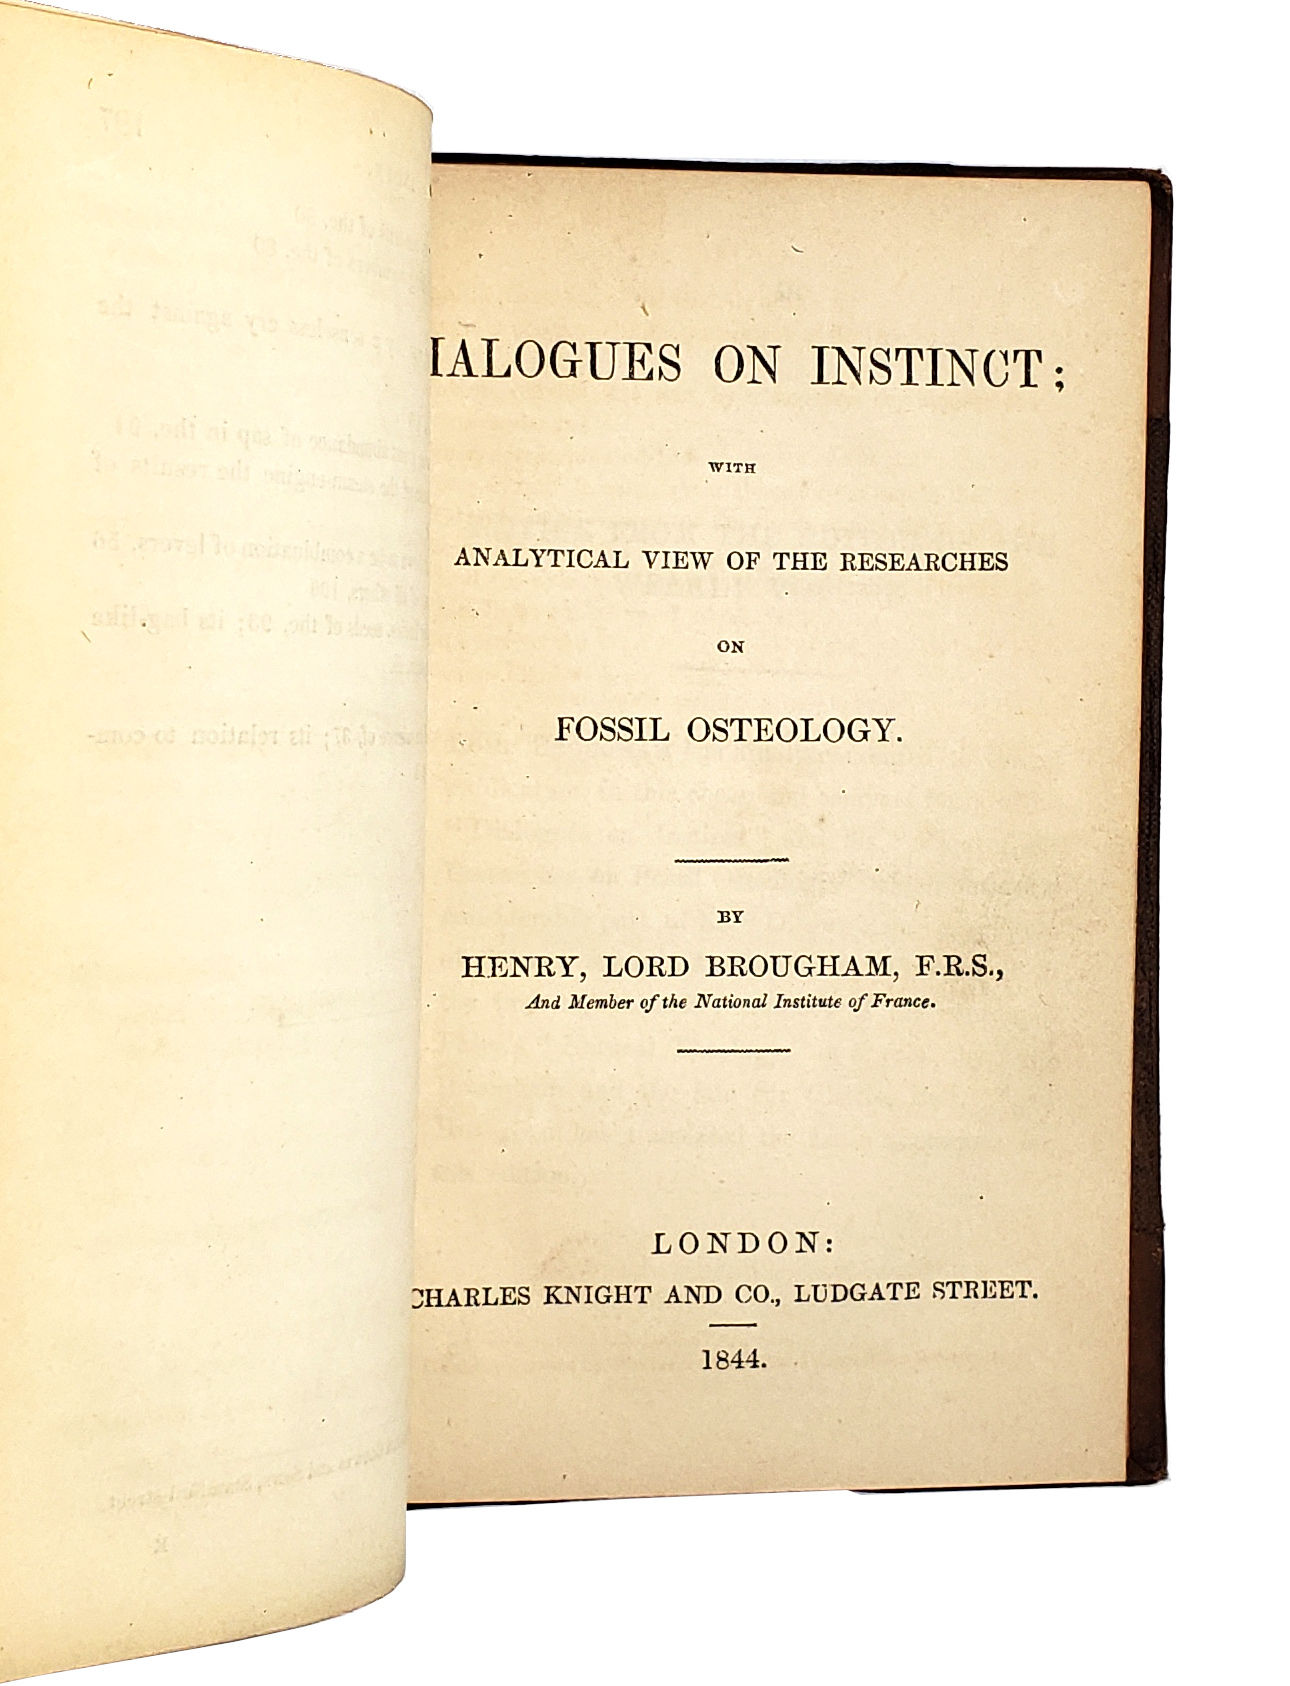 IALOGUES ON INSTINCT;
WITH
ANALYTICAL VIEW OF THE RESEARCHES
ON
FOSSIL OSTEOLOGY.
BY
HENRY, LORD BROUGHAM, F.R.S.,
And Member of the National Institute of France.
LONDON:
CHARLES KNIGHT AND CO., LUDGATE STREET.
1844.